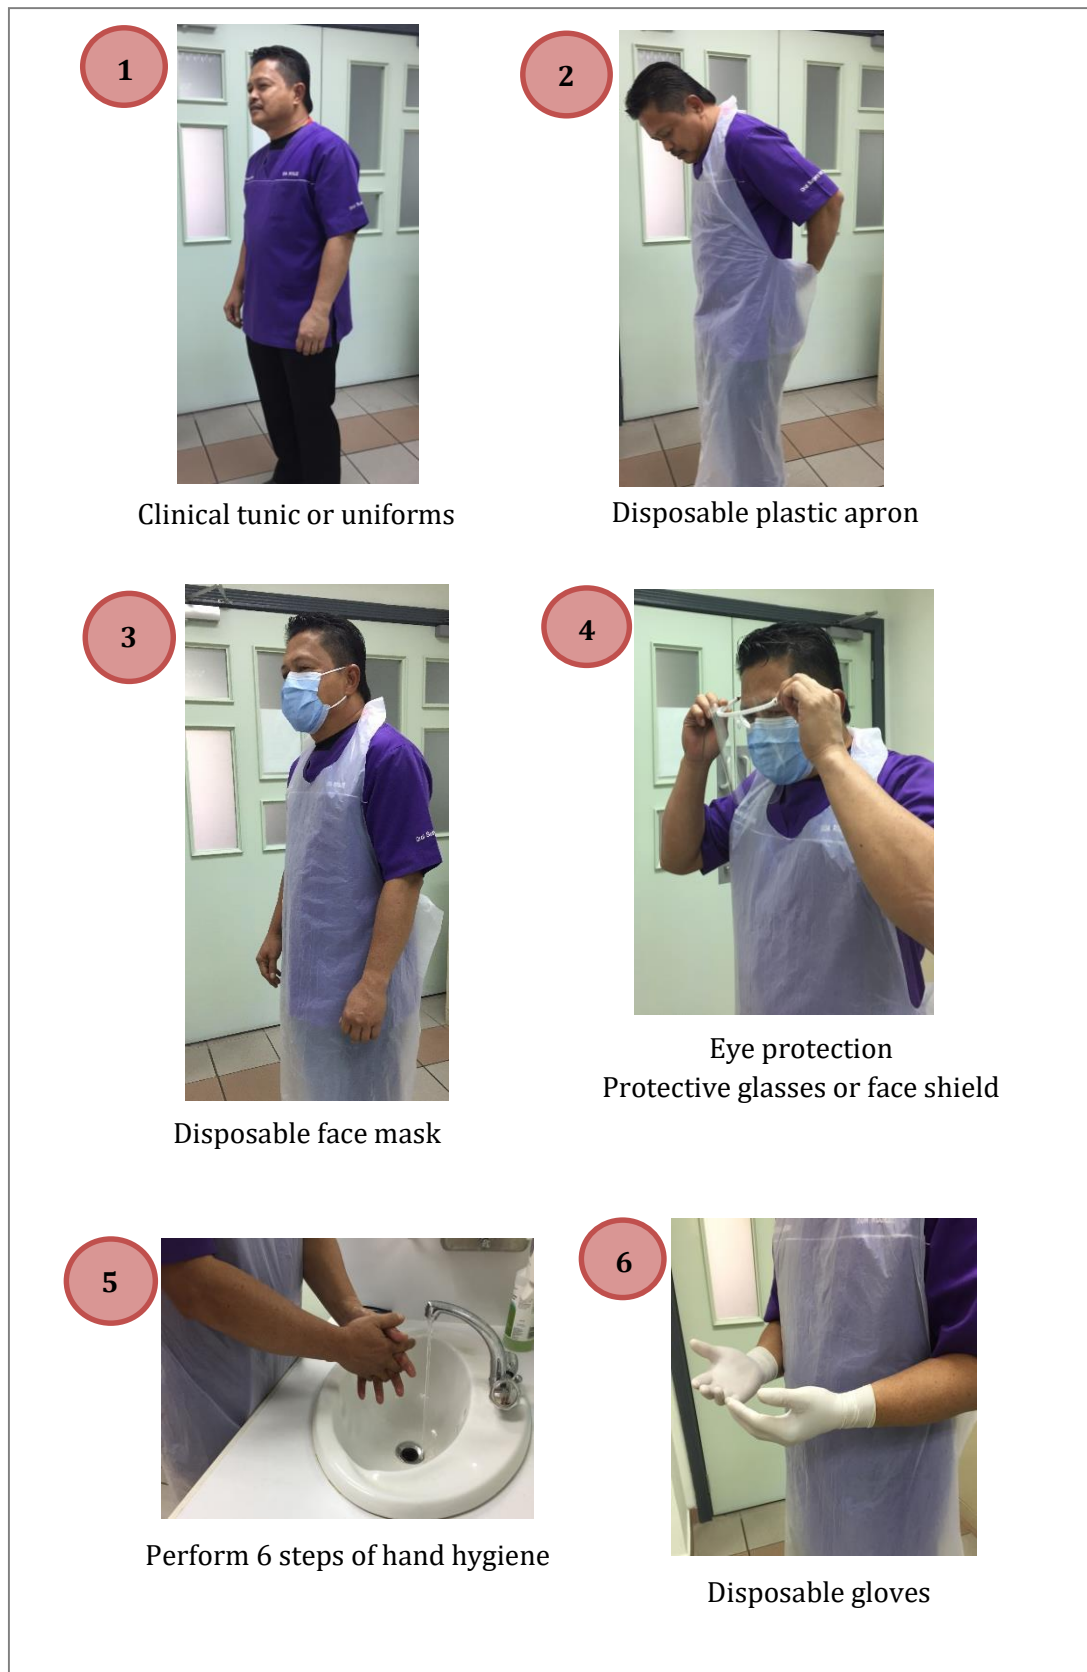 1
2
Clinical tunic or uniforms
Disposable plastic apron
3
4
Disposable face mask
Eye protection
Protective glasses or face shield
5
6
Perform 6 steps of hand hygiene
Disposable gloves